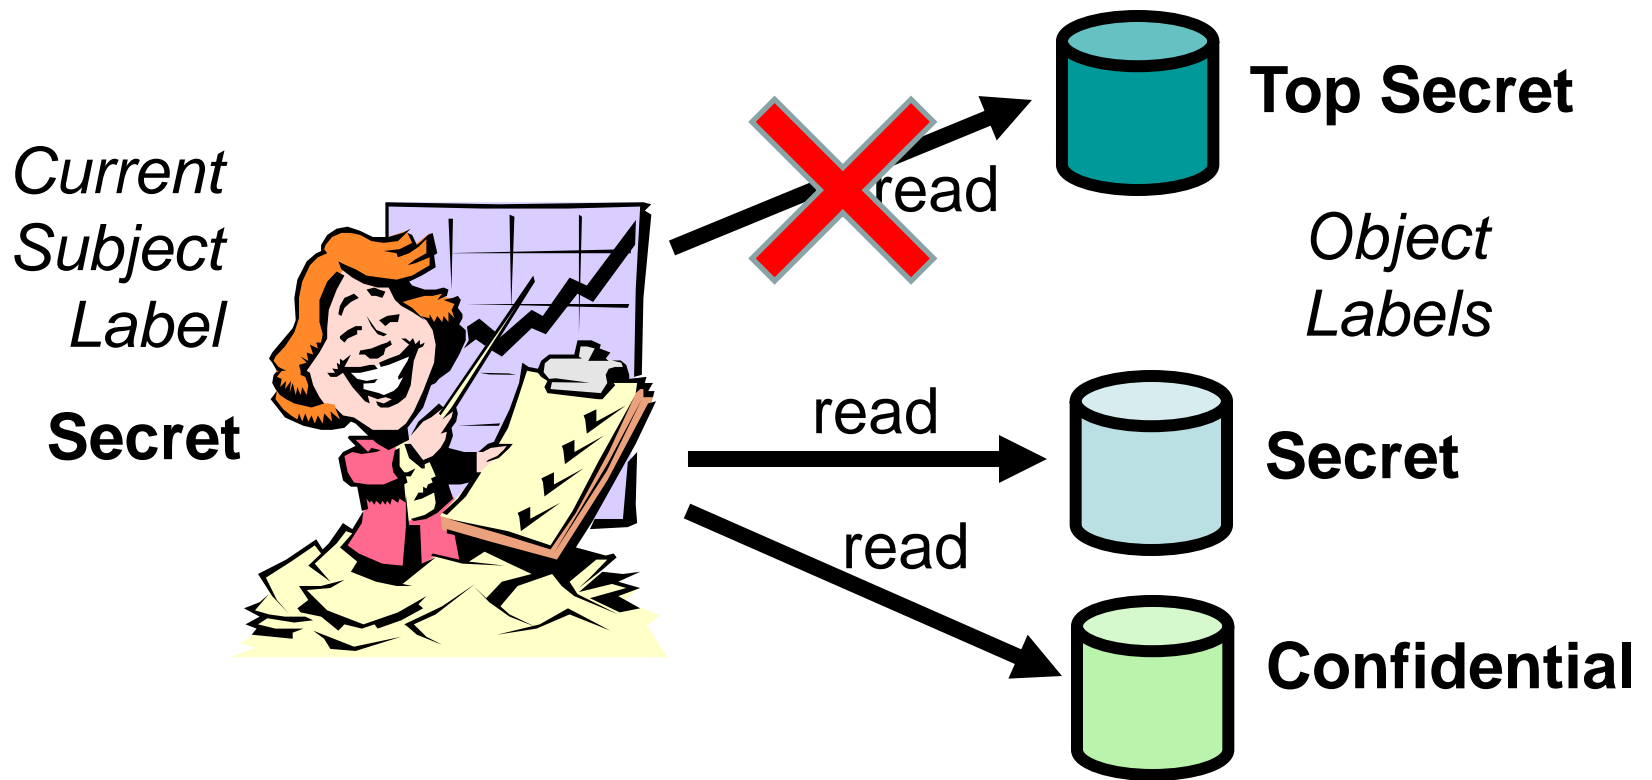 Current
Subject
Label
Secret
read
Top Secret
Object
Labels
read
Secret
read
Confidential